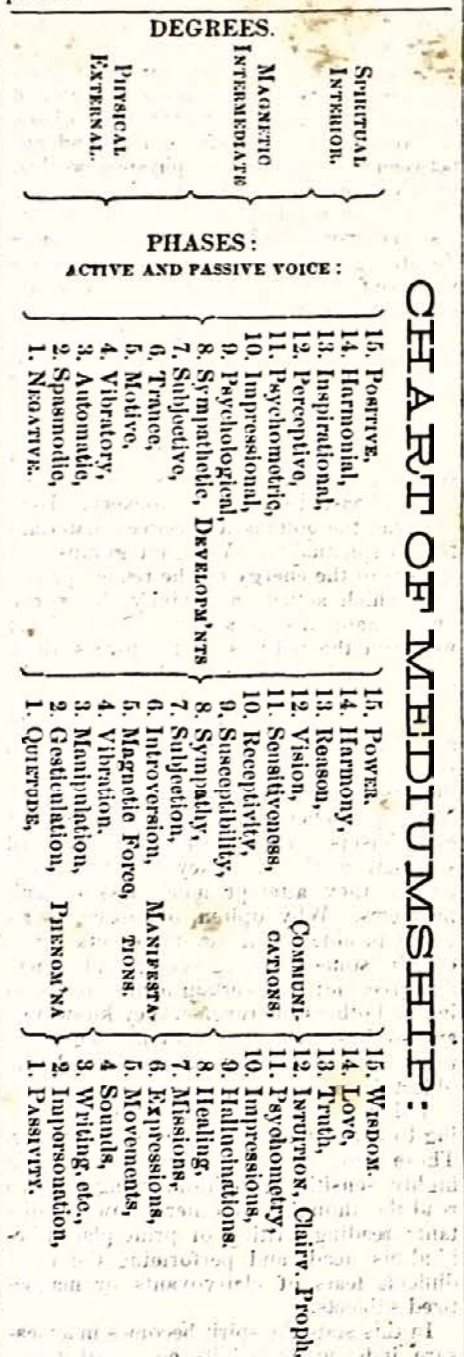 CHART OF MEDIUMSHIP:
DEGREES.
SPIRITUAL
INTERIOR.
MAGNETIC
INTERMEDIATE
PHYSICAL
EXTERNAL.
PHASES:
ACTIVE AND PASSIVE VOICE:
15. POSITIVE,
14. Harmonial,
13. Inspirational,
12. Perceptive,
11. Psychometric,
10. Impressional,
9. Psychological,
8. Sympathetic, DEVELOPM'NTS
7. Subjective,
6. Trance,
5. Motive,
4. Vibratory,
3. Automatic,
2. Spasmodic,
1. NEGATIVE.
15. POWER.
14. Harmony,
13. Reason,
12. Vision, COMMUNI-
11. Sensitiveness, CATIONS,
10. Receptivity,
9. Susceptibility,
8. Sympathy,
7. Subjection,
6. Introversion, MANIFESTA-
5. Magnetic Force, TIONS.
4. Vibration.
3. Manipulation,
2. Gesticulation, PHENOM'NA
1. QUIETUDE,
15. WISDOM.
14. Love,
13. Truth,
12. INTUITION, Clairv. Proph,
11. Psychometry,
10. Impressions,
9. Hallucinations
8. Healing.
7. Missions,
6. Expressions,
5. Movements,
4 Sounds,
3. Writing, etc.,
2. Impersonation,
1. PASSIVITY.